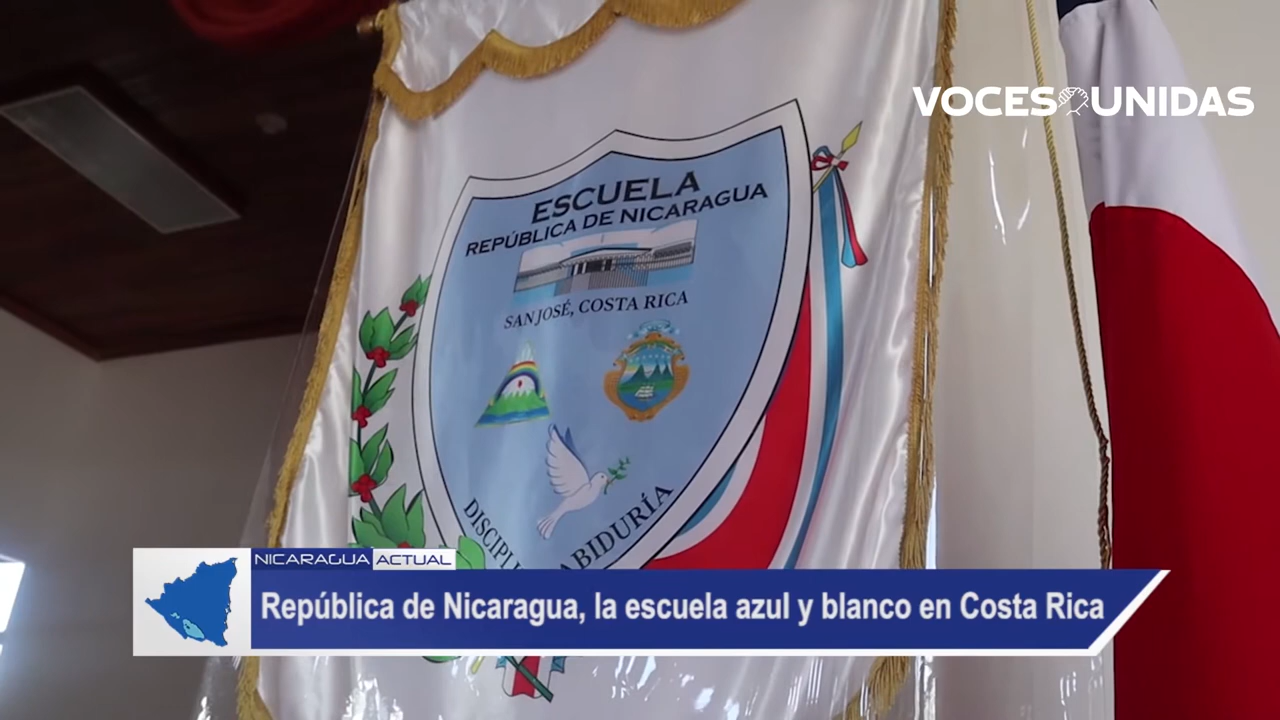 VOCES UNIDAS
ESCUELA
REPÚBLICA DE NICARAGUA
SAN JOSÉ, COSTA RICA
NICARAGUA ACTUAL
República de Nicaragua, la escuela azul y blanco en Costa Rica